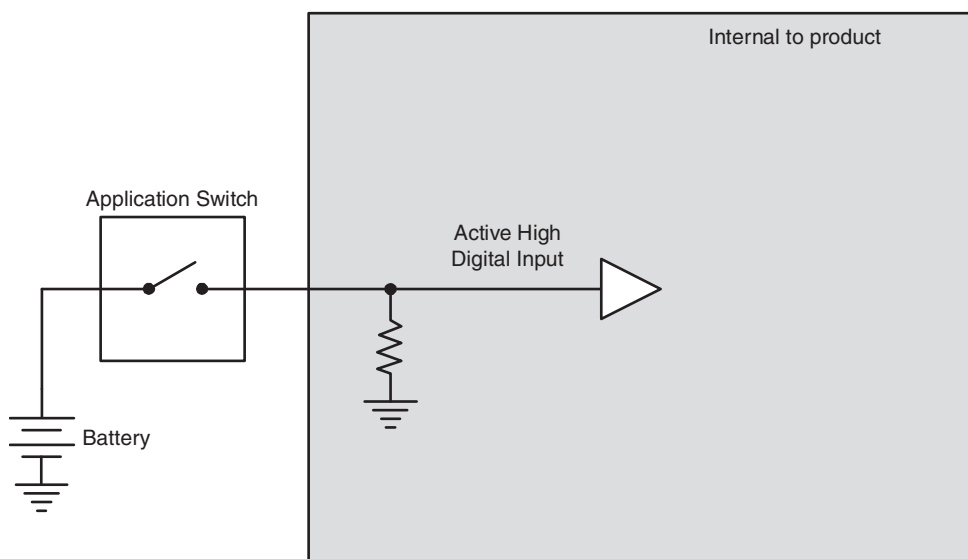 Internal to product
Application Switch
Active High
Digital Input
Battery